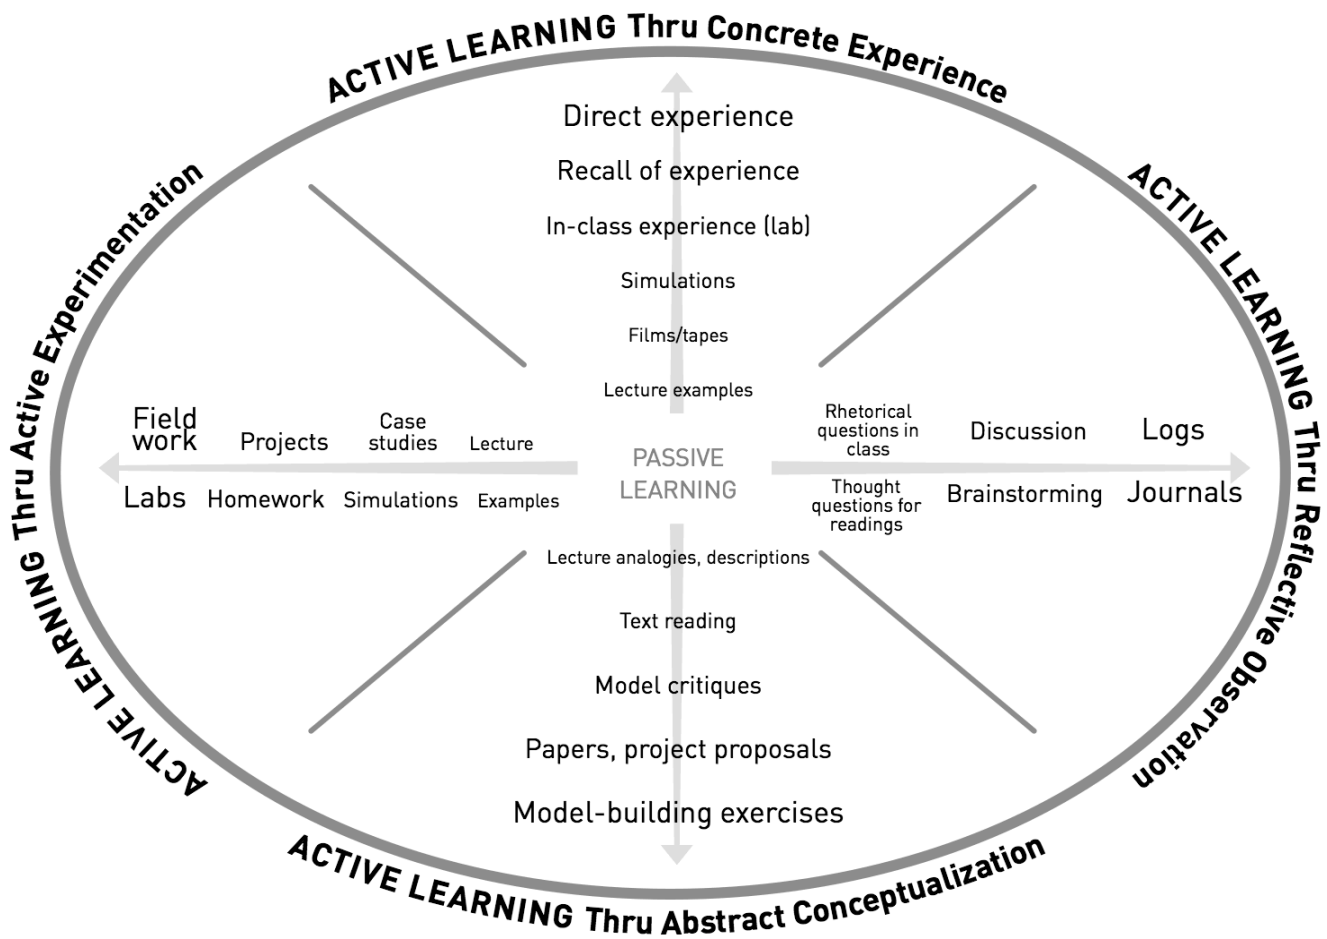 ACTIVE LEARNING Thru Concrete Experience
Direct experience
Recall of experience
In-class experience (lab)
Simulations
Films/tapes
Lecture examples
ACTIVE LEARNING Thru Active Experimentation
Field
work
Projects
Case
studies
Lecture
Labs
Homework
Simulations
Examples
PASSIVE
LEARNING
Rhetorical
questions in
class
Discussion
Logs
Thought
questions for
readings
Brainstorming
Journals
ACTIVE LEARNING Thru Reflective Observation
Lecture analogies, descriptions
Text reading
Model critiques
Papers, project proposals
Model-building exercises
ACTIVE LEARNING Thru Abstract Conceptualization